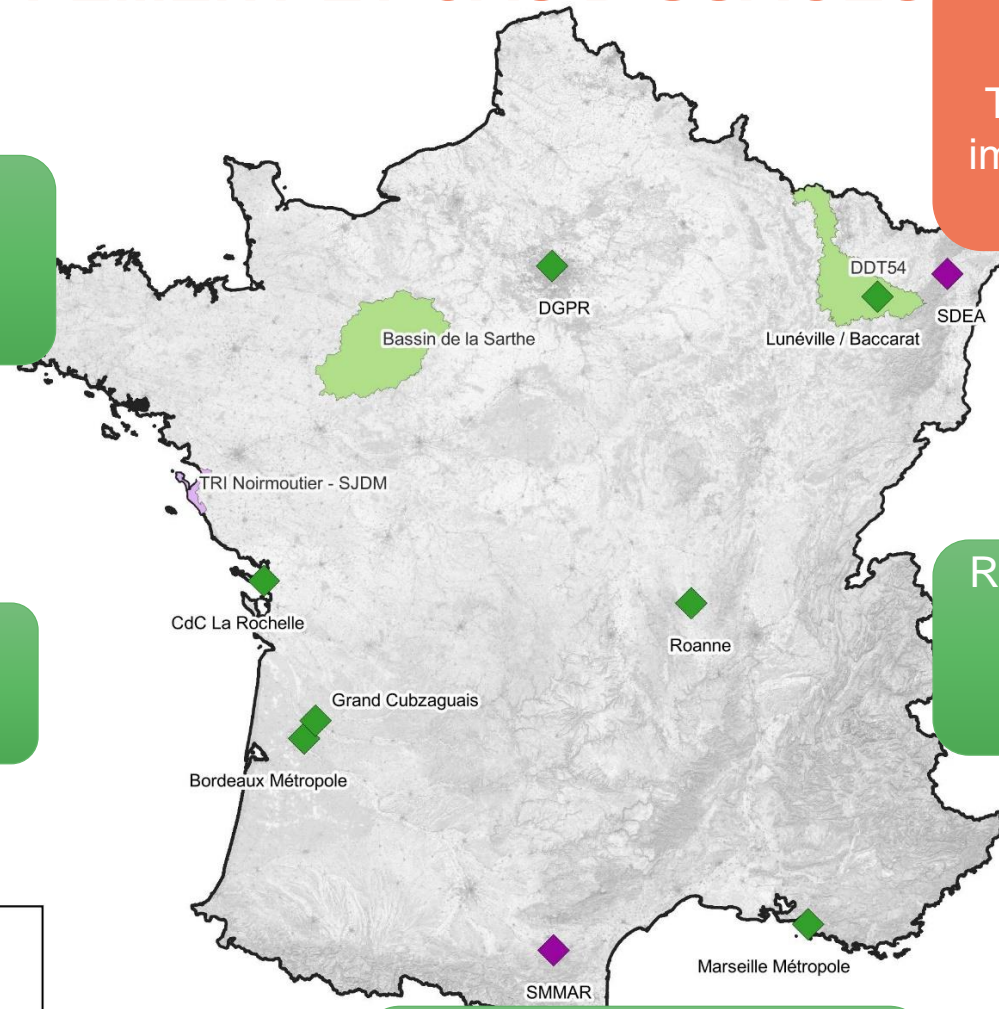 DDT54
SDEA
DGPR
Lunéville / Baccarat
Bassin de la Sarthe
TRI Noirmoutier - SJDM
CdC La Rochelle
Roanne
Grand Cubzaguais
Bordeaux Métropole
Marseille Métropole
SMMAR